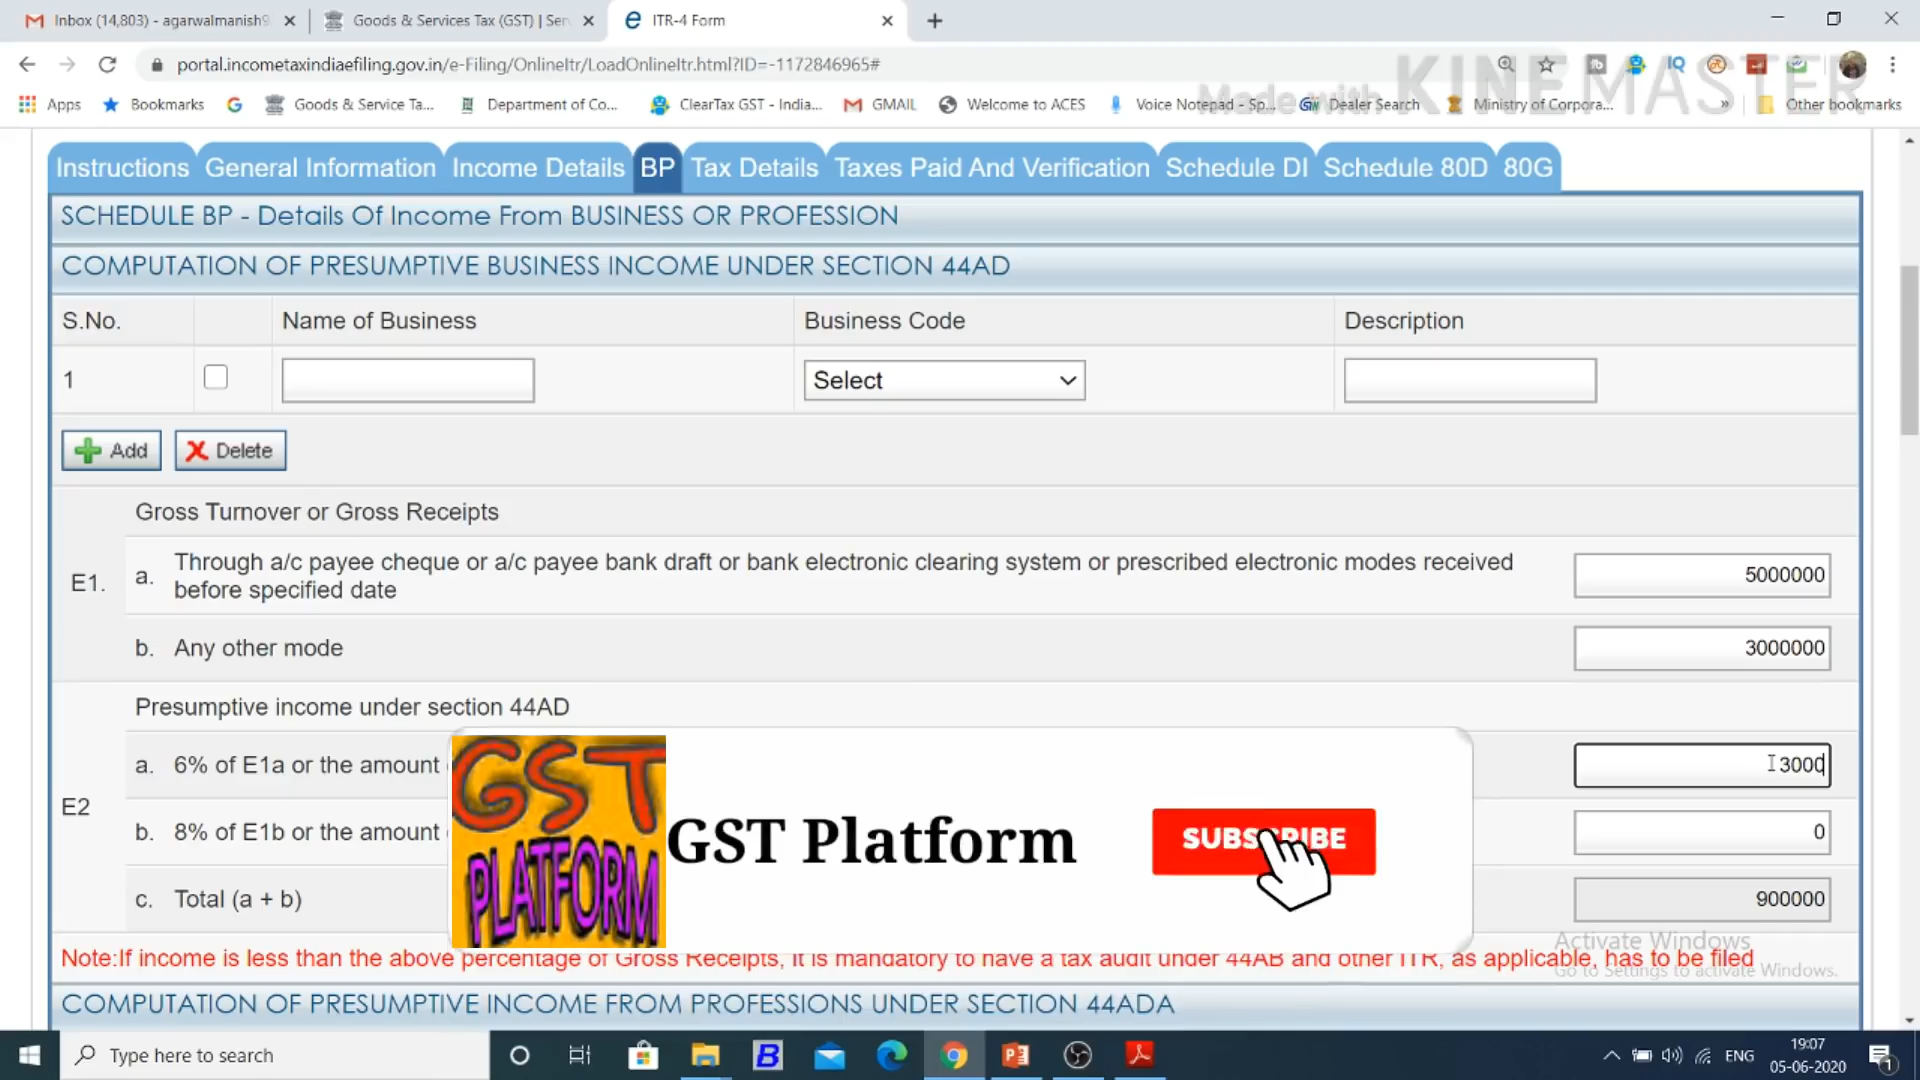 Inbox (14,803) - agarwalmanish9
Goods & Services Tax (GST) | Ser
ITR-4 Form
portal.incometaxindiaefiling.gov.in/e-Filing/OnlineItr/LoadOnlineItr.html?ID=-1172846965#
Made with KINEMASTER
Apps
Bookmarks
Goods & Service Ta...
Department of Co...
ClearTax GST - India...
GMAIL
Welcome to ACES
Voice Notepad - Sp...
Dealer Search
Ministry of Corpora...
»
Other bookmarks
Instructions
General Information
Income Details
BP
Tax Details
Taxes Paid And Verification
Schedule DI
Schedule 80D
80G
SCHEDULE BP - Details Of Income From BUSINESS OR PROFESSION
COMPUTATION OF PRESUMPTIVE BUSINESS INCOME UNDER SECTION 44AD
S.No.
Name of Business
Business Code
Description
1
Select
Add
Delete
Gross Turnover or Gross Receipts
E1.
a. Through a/c payee cheque or a/c payee bank draft or bank electronic clearing system or prescribed electronic modes received
before specified date
5000000
b. Any other mode
3000000
Presumptive income under section 44AD
E2
a. 6% of E1a or the amount
3000
b. 8% of E1b or the amount
0
c. Total (a + b)
900000
GST
PLATFORM
GST Platform
SUBSCRIBE
Activate Windows
Go to Settings to activate Windows.
Note:If income is less than the above percentage of Gross Receipts, it is mandatory to have a tax audit under 44AB and other ITR, as applicable, has to be filed
COMPUTATION OF PRESUMPTIVE INCOME FROM PROFESSIONS UNDER SECTION 44ADA
Type here to search
ENG
19:07
05-06-2020
1